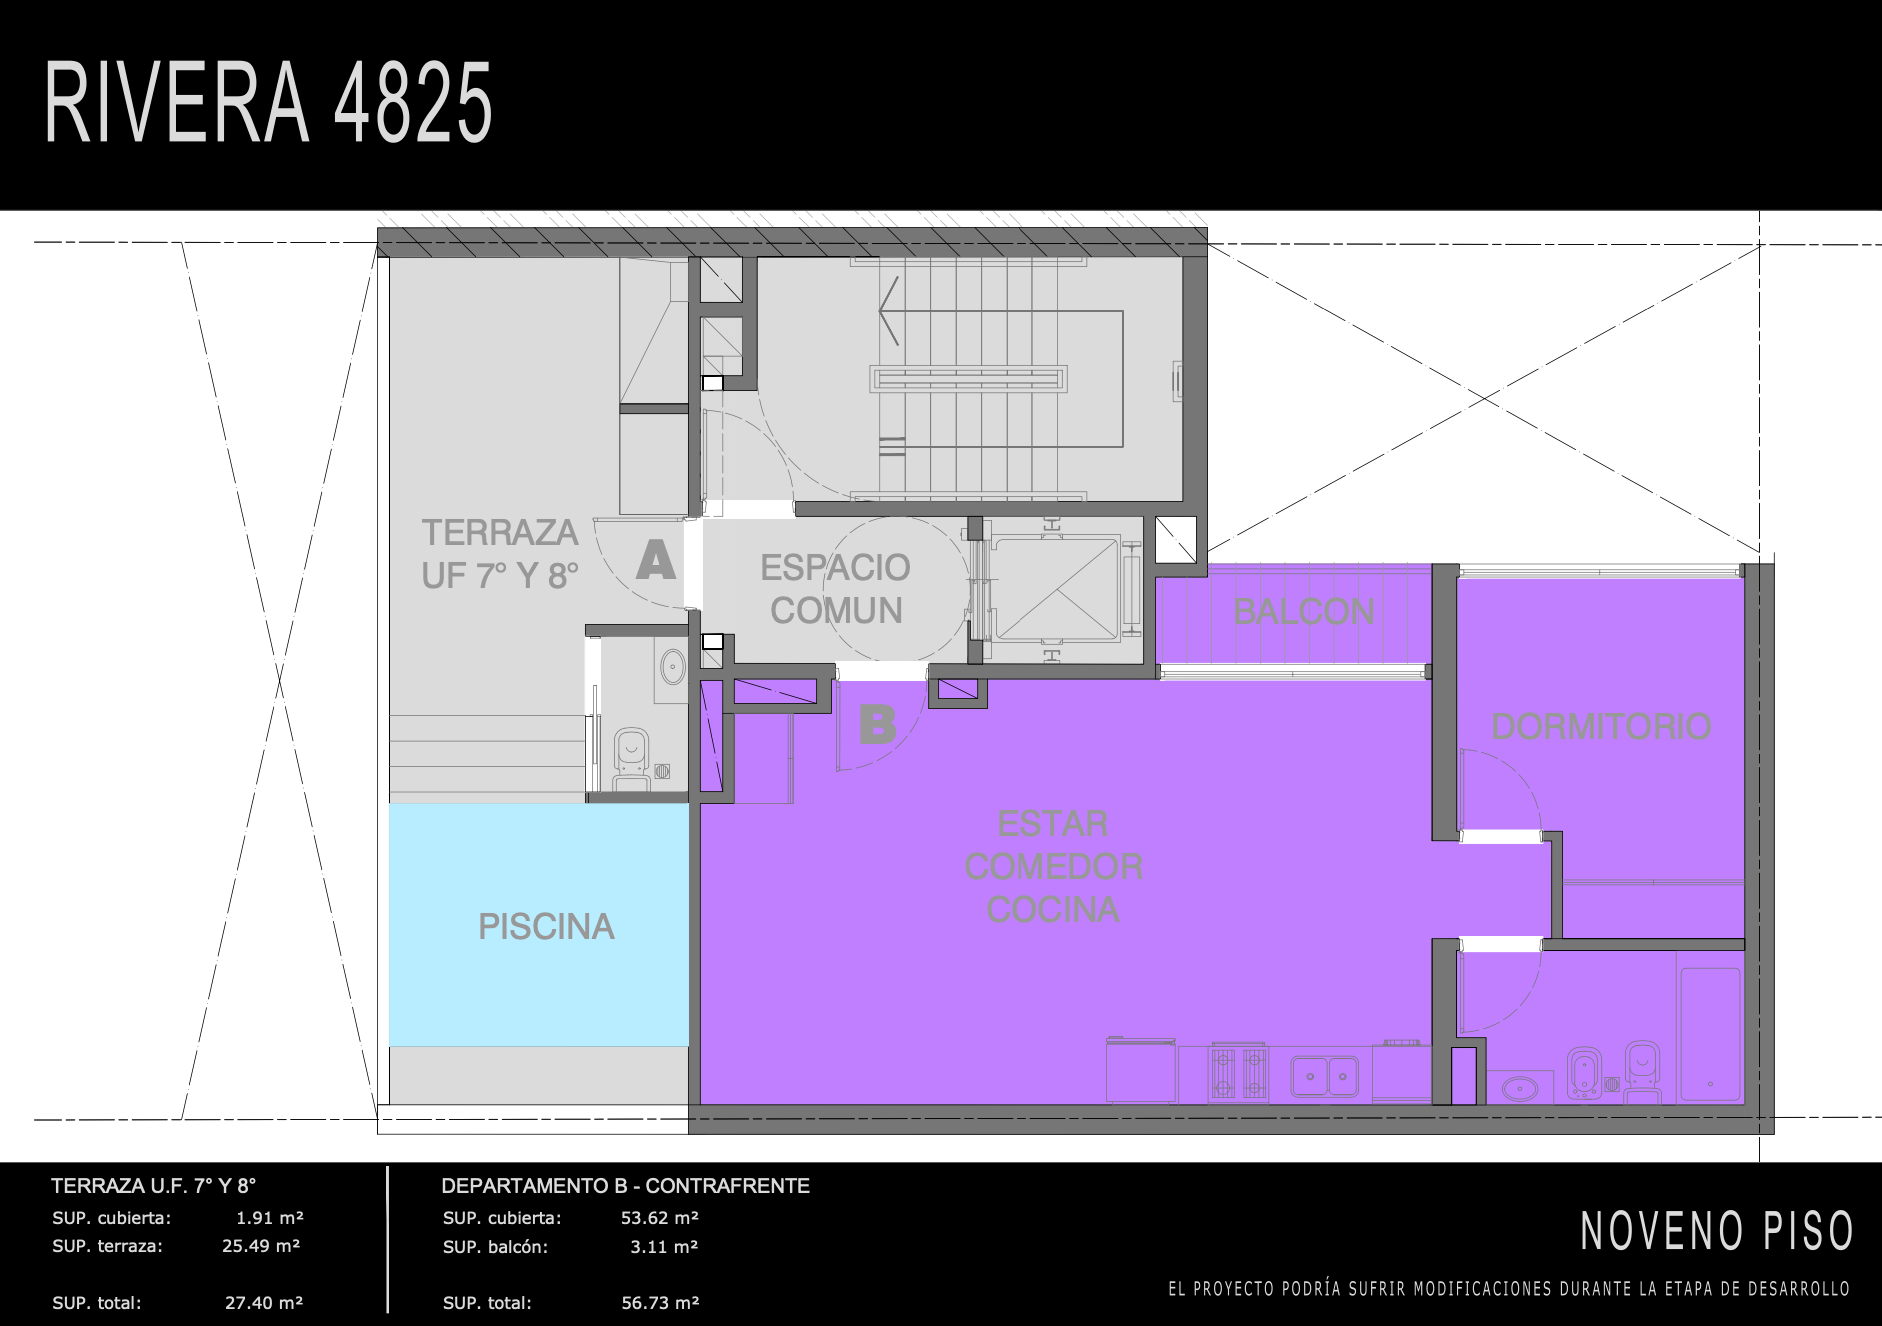 RIVERA 4825
TERRAZA
UF 7° Y 8°
A
ESPACIO
COMUN
BALCON
B
DORMITORIO
ESTAR
COMEDOR
COCINA
PISCINA
TERRAZA U.F. 7° Y 8°
SUP. cubierta: 1.91 m²
SUP. terraza: 25.49 m²
SUP. total: 27.40 m²
DEPARTAMENTO B - CONTRAFRENTE
SUP. cubierta: 53.62 m²
SUP. balcón: 3.11 m²
SUP. total: 56.73 m²
NOVENO PISO
EL PROYECTO PODRÍA SUFRIR MODIFICACIONES DURANTE LA ETAPA DE DESARROLLO